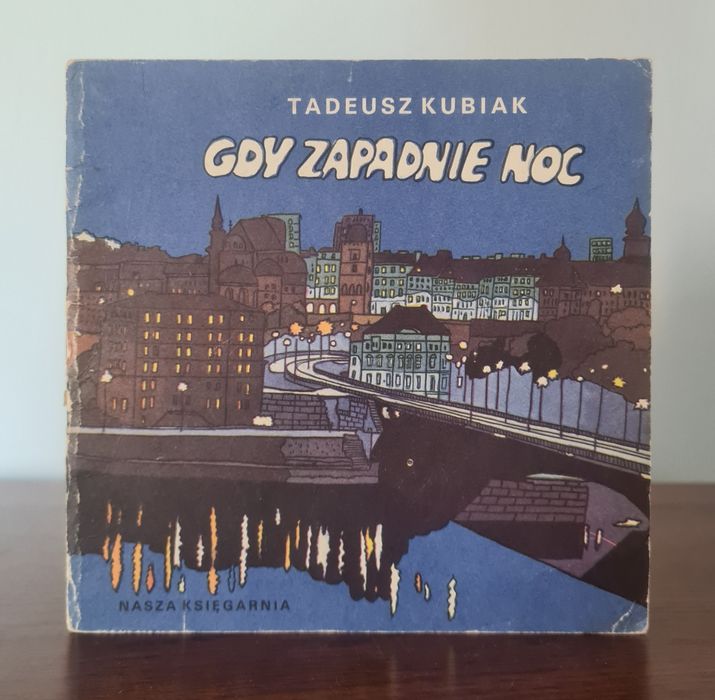 TADEUSZ KUBIAK
GDY ZAPADNIE NOC
NASZA KSIĘGARNIA